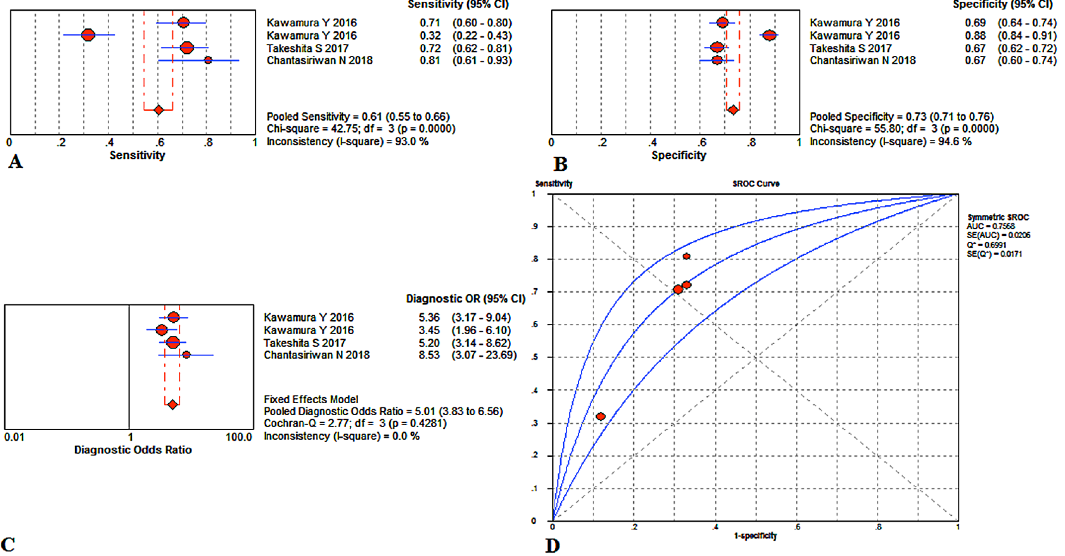 Sensitivity (95% CI)
Kawamura Y 2016 0.71 (0.60 - 0.80)
Kawamura Y 2016 0.32 (0.22 - 0.43)
Takeshita S 2017 0.72 (0.62 - 0.81)
Chantasiriwan N 2018 0.81 (0.61 - 0.93)
Pooled Sensitivity = 0.61 (0.55 to 0.66)
Chi-square = 42.75; df = 3 (p = 0.0000)
Inconsistency (I-square) = 93.0 %
0 .2 .4 .6 .8 1
Sensitivity
A
Specificity (95% CI)
Kawamura Y 2016 0.69 (0.64 - 0.74)
Kawamura Y 2016 0.88 (0.84 - 0.91)
Takeshita S 2017 0.67 (0.62 - 0.72)
Chantasiriwan N 2018 0.67 (0.60 - 0.74)
Pooled Specificity = 0.73 (0.71 to 0.76)
Chi-square = 55.80; df = 3 (p = 0.0000)
Inconsistency (I-square) = 94.6 %
0 .2 .4 .6 .8 1
Specificity
B
Diagnostic OR (95% CI)
Kawamura Y 2016 5.36 (3.17 - 9.04)
Kawamura Y 2016 3.45 (1.96 - 6.10)
Takeshita S 2017 5.20 (3.14 - 8.62)
Chantasiriwan N 2018 8.53 (3.07 - 23.69)
Fixed Effects Model
Pooled Diagnostic Odds Ratio = 5.01 (3.83 to 6.56)
Cochran-Q = 2.77; df = 3 (p = 0.4281)
Inconsistency (I-square) = 0.0 %
0.01 1 100.0
Diagnostic Odds Ratio
C
Sensitivity
SROC Curve
1
.9
.8
.7
.6
.5
.4
.3
.2
.1
0
0 .2 .4 .6 .8 1
1-specificity
Symmetric SROC
AUC = 0.7568
SE(AUC) = 0.0206
Q* = 0.6991
SE(Q*) = 0.0171
D